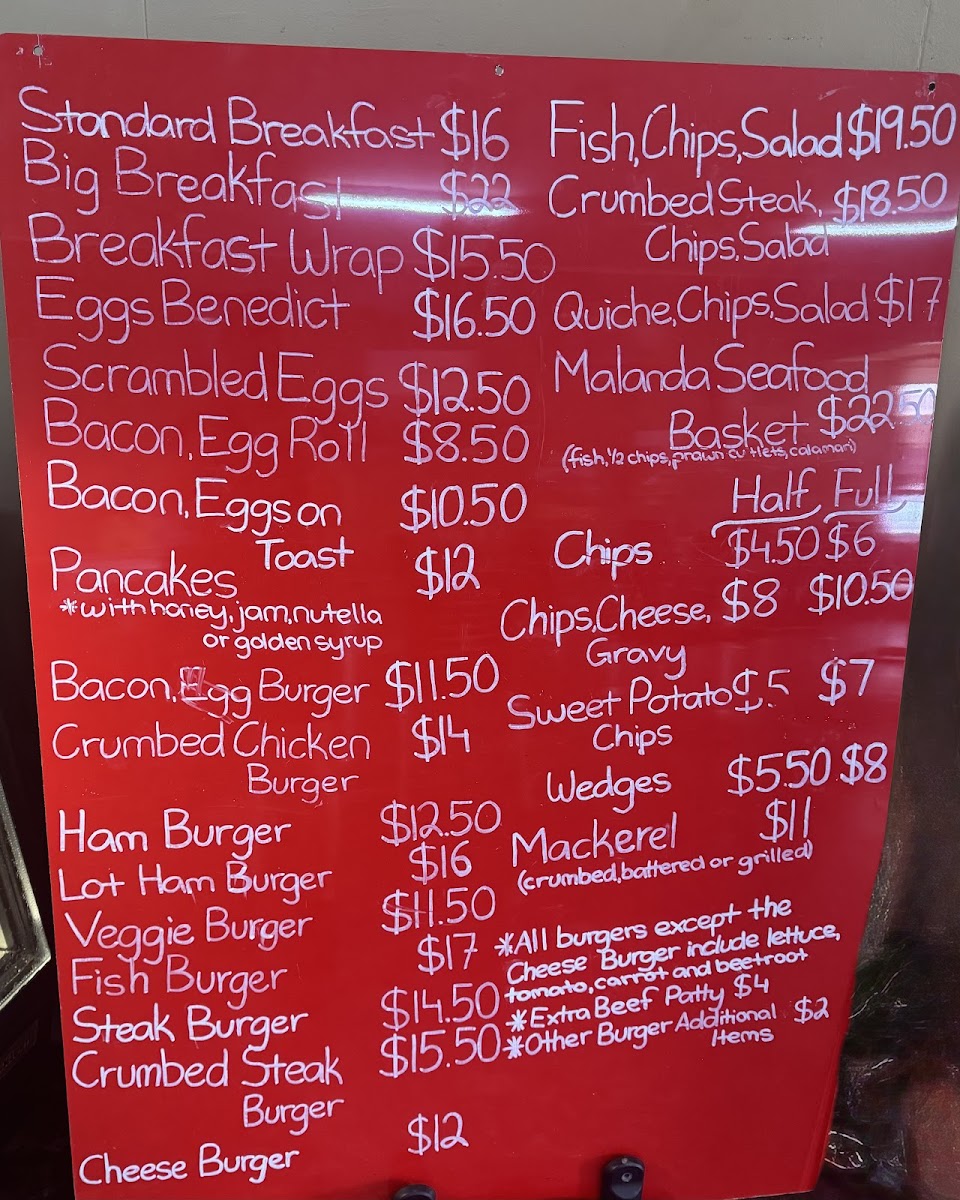 Standard Breakfast $16
Big Breakfast $22
Breakfast Wrap $15.50
Eggs Benedict $16.50
Scrambled Eggs $12.50
Bacon, Egg Roll $8.50
Bacon, Eggs on $10.50
Toast
Pancakes $12
*with honey, jam, nutella
or golden syrup
Bacon, Egg Burger $11.50
Crumbed Chicken $14
Burger
Ham Burger $12.50
Lot Ham Burger $16
Veggie Burger $11.50
Fish Burger $17
Steak Burger $14.50
Crumbed Steak $15.50
Burger
Cheese Burger $12
Fish, Chips, Salad $19.50
Crumbed Steak, $18.50
Chips, Salad
Quiche, Chips, Salad $17
Malanda Seafood
Basket $22.50
(fish, 1/2 chips, prawn cutlets, calamari)
Half Full
Chips $4.50 $6
Chips, Cheese, $8 $10.50
Gravy
Sweet Potato $5 $7
Chips
Wedges $5.50 $8
Mackerel $11
(crumbed, battered or grilled)
*All burgers except the
Cheese Burger include lettuce,
tomato, carrot and beetroot
*Extra Beef Patty $4
*Other Burger Additional $2
Items